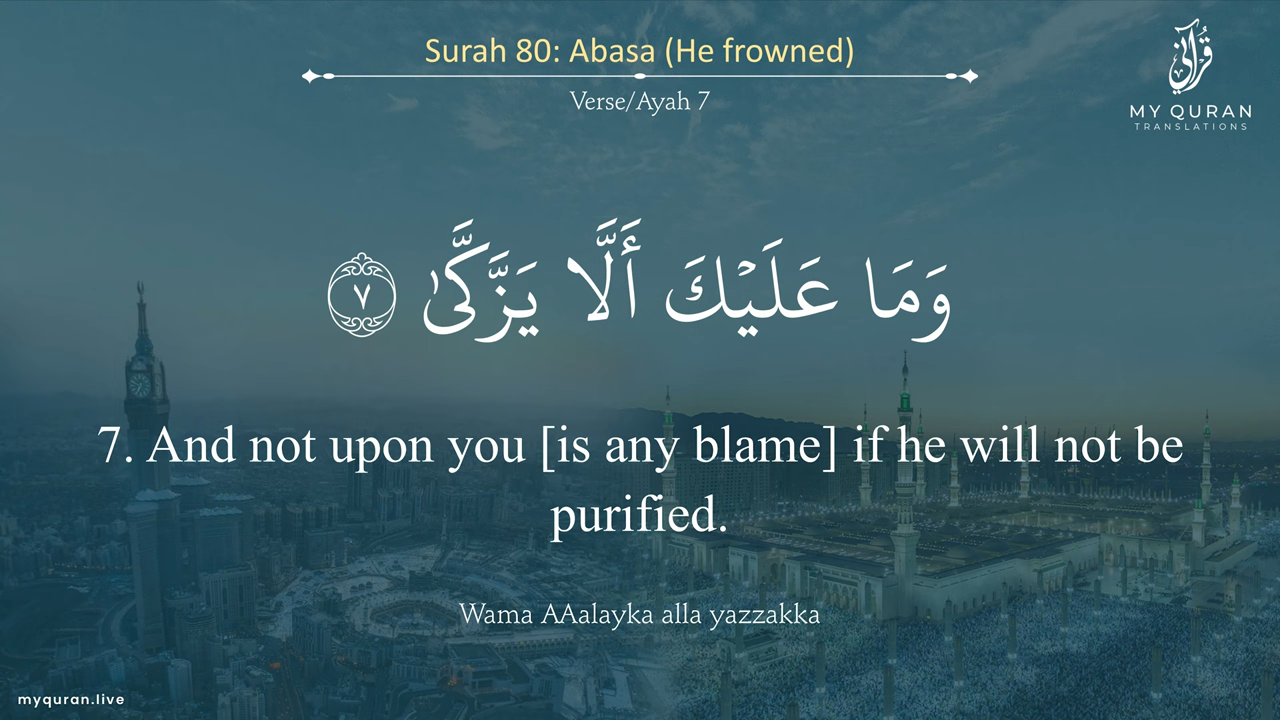 Surah 80: Abasa (He frowned)
Verse/Ayah 7
قرآني
MY QURAN
TRANSLATIONS
وَمَا عَلَيْكَ أَلَّا يَزَّكَّىٰ ٧
7. And not upon you [is any blame] if he will not be
purified.
Wama AAalayka alla yazzakka
myquran.live